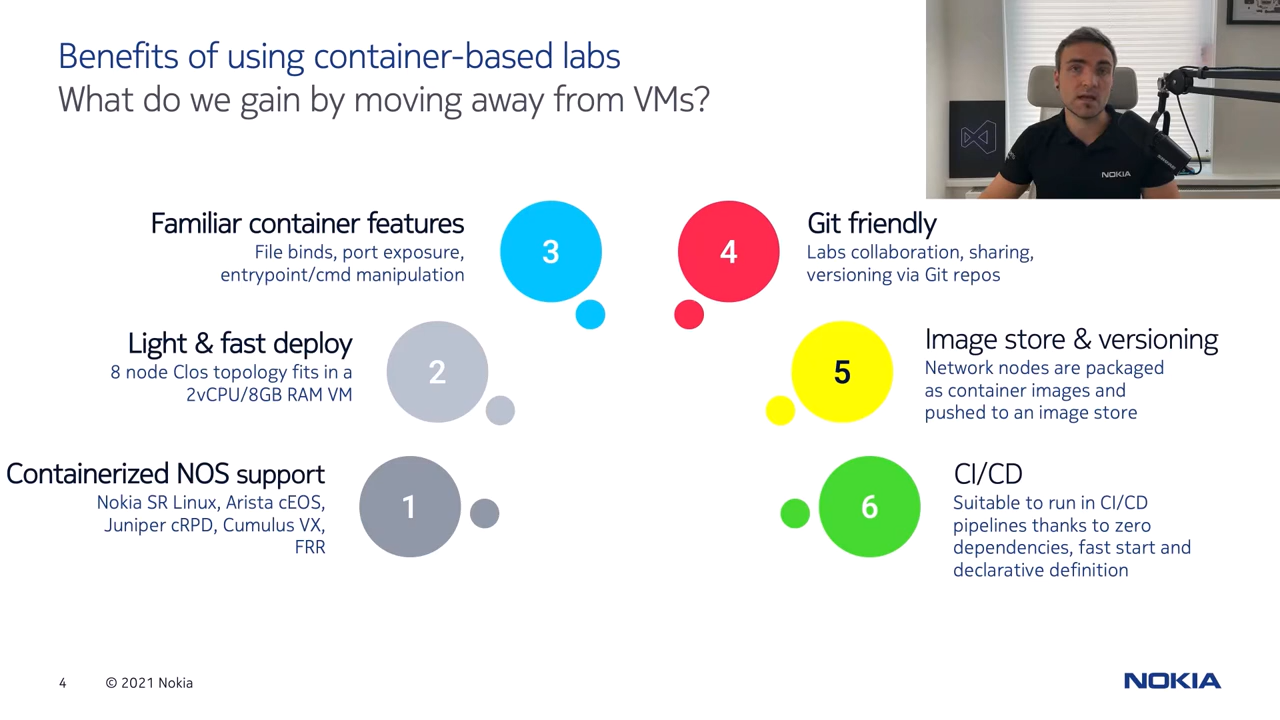 Benefits of using container-based labs
What do we gain by moving away from VMs?
NOKIA
Familiar container features
File binds, port exposure,
entrypoint/cmd manipulation
3
4
Git friendly
Labs collaboration, sharing,
versioning via Git repos
Light & fast deploy
8 node Clos topology fits in a
2vCPU/8GB RAM VM
2
5
Image store & versioning
Network nodes are packaged
as container images and
pushed to an image store
Containerized NOS support
Nokia SR Linux, Arista cEOS,
Juniper cRPD, Cumulus VX,
FRR
1
6
CI/CD
Suitable to run in CI/CD
pipelines thanks to zero
dependencies, fast start and
declarative definition
4
© 2021 Nokia
NOKIA